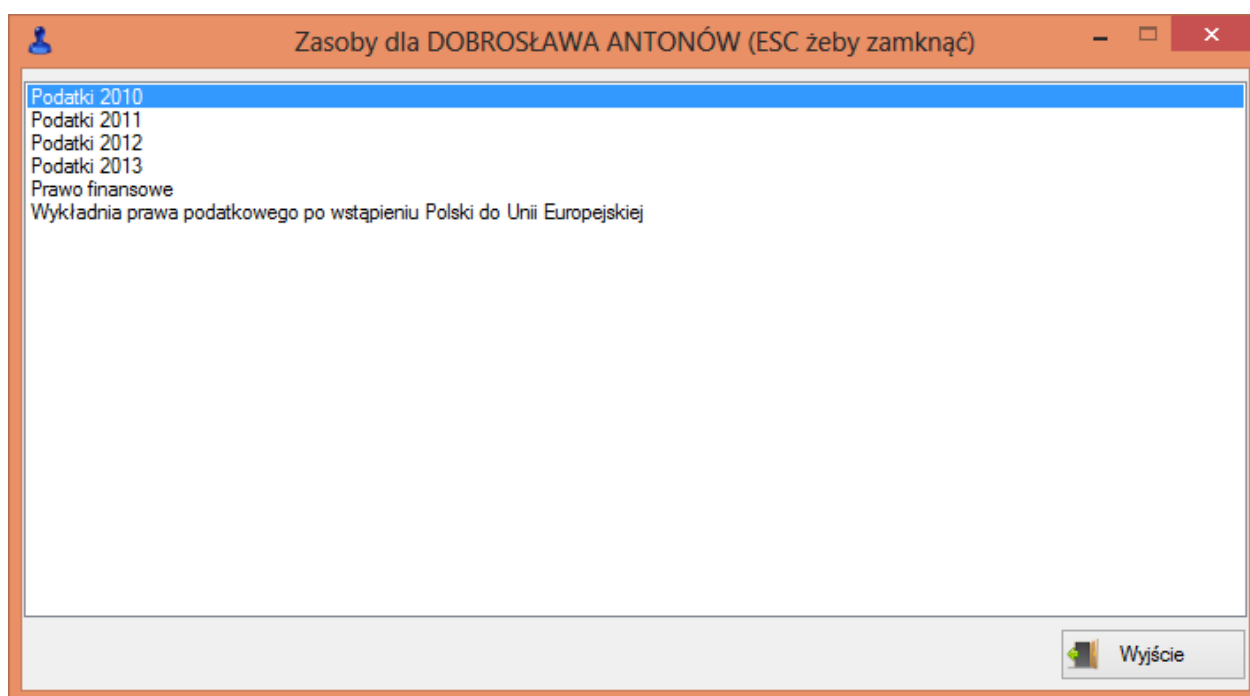 Zasoby dla DOBROSŁAWA ANTONÓW (ESC żeby zamknąć)
Podatki 2010
Podatki 2011
Podatki 2012
Podatki 2013
Prawo finansowe
Wykładnia prawa podatkowego po wstąpieniu Polski do Unii Europejskiej
Wyjście